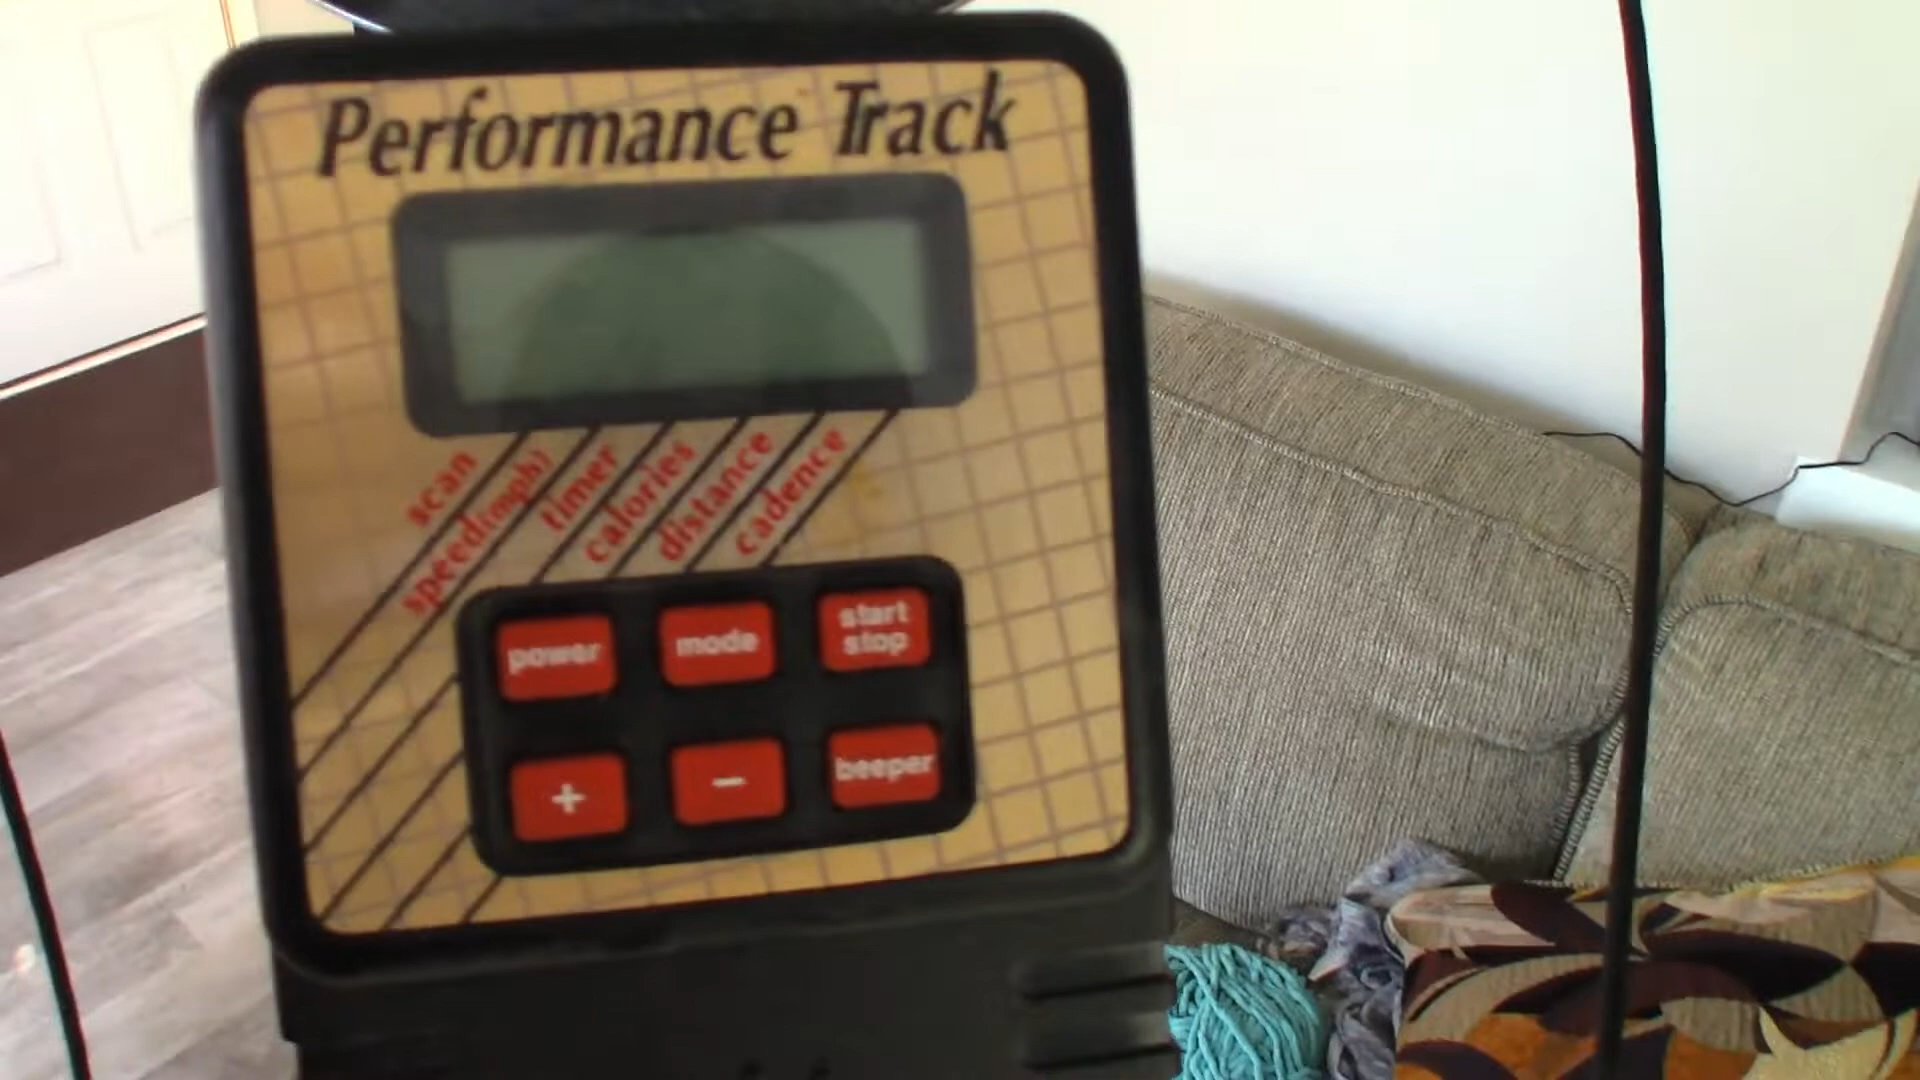 Performance Track
scan
speed(mph)
timer
calories
distance
cadence
power
mode
start
stop
+
−
beeper